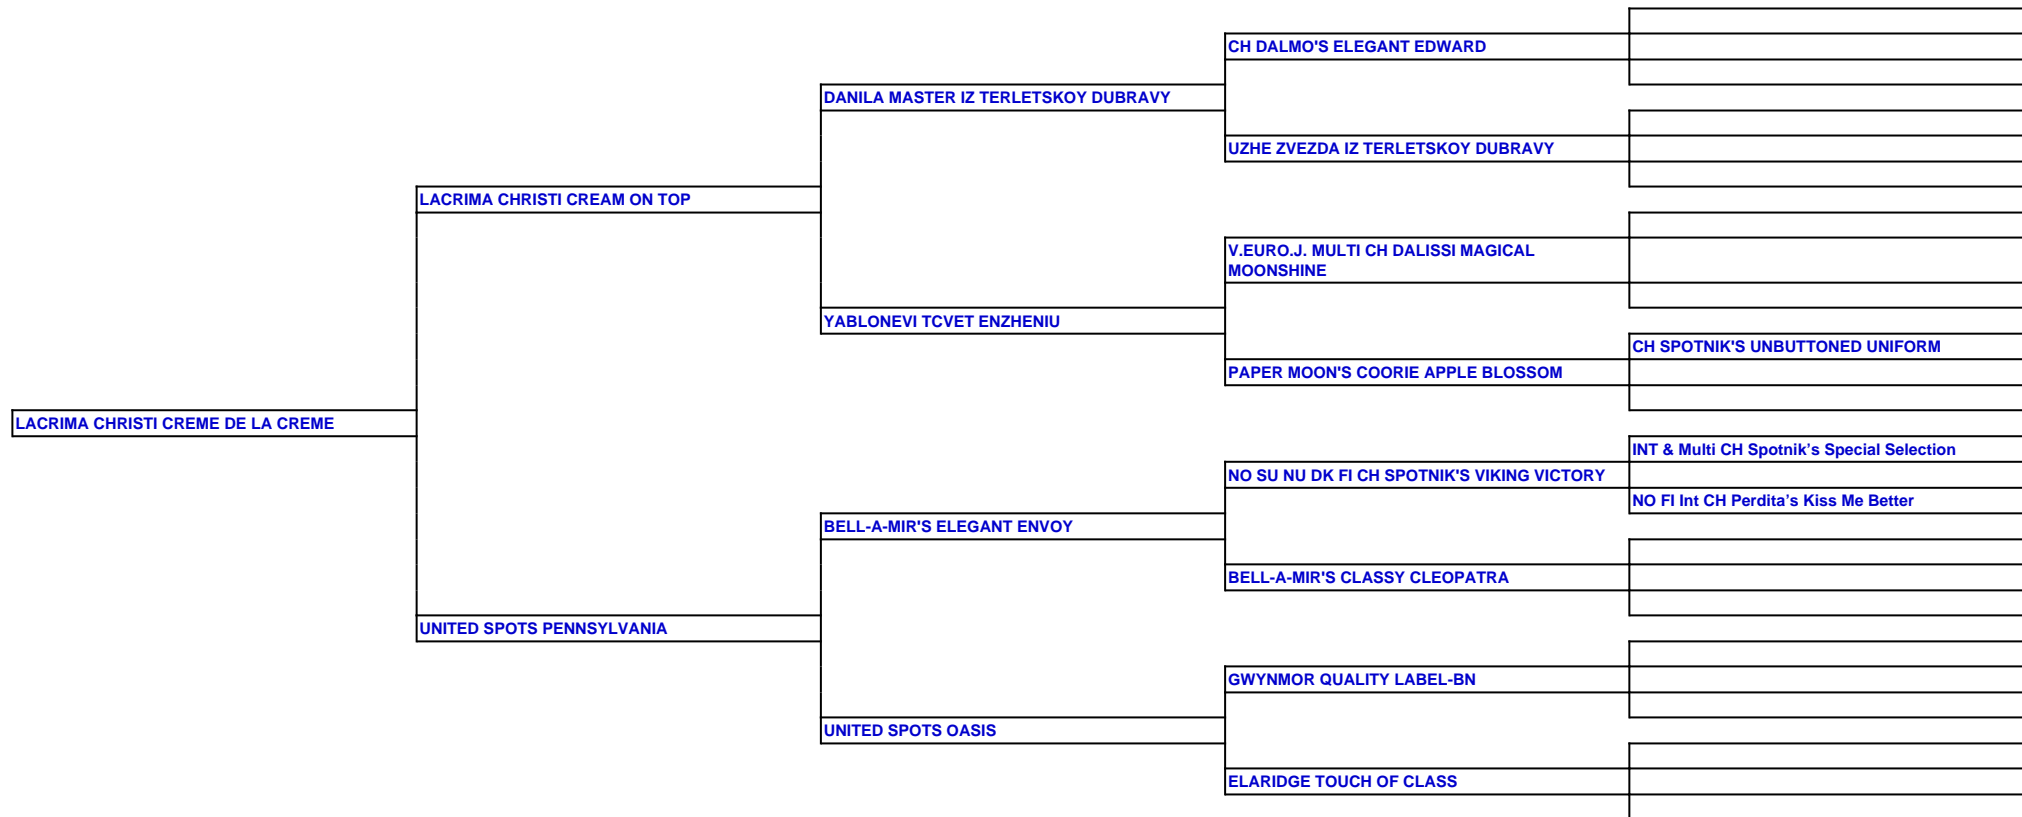 CH DALMO'S ELEGANT EDWARD
DANILA MASTER IZ TERLETSKOY DUBRAVY
UZHE ZVEZDA IZ TERLETSKOY DUBRAVY
LACRIMA CHRISTI CREAM ON TOP
V.EURO.J. MULTI CH DALISSI MAGICAL
MOONSHINE
YABLONEVI TCVET ENZHENIU
CH SPOTNIK'S UNBUTTONED UNIFORM
PAPER MOON'S COORIE APPLE BLOSSOM
LACRIMA CHRISTI CREME DE LA CREME
INT & Multi CH Spotnik’s Special Selection
NO SU NU DK FI CH SPOTNIK'S VIKING VICTORY
NO FI Int CH Perdita’s Kiss Me Better
BELL-A-MIR'S ELEGANT ENVOY
BELL-A-MIR'S CLASSY CLEOPATRA
UNITED SPOTS PENNSYLVANIA
GWYNMOR QUALITY LABEL-BN
UNITED SPOTS OASIS
ELARIDGE TOUCH OF CLASS